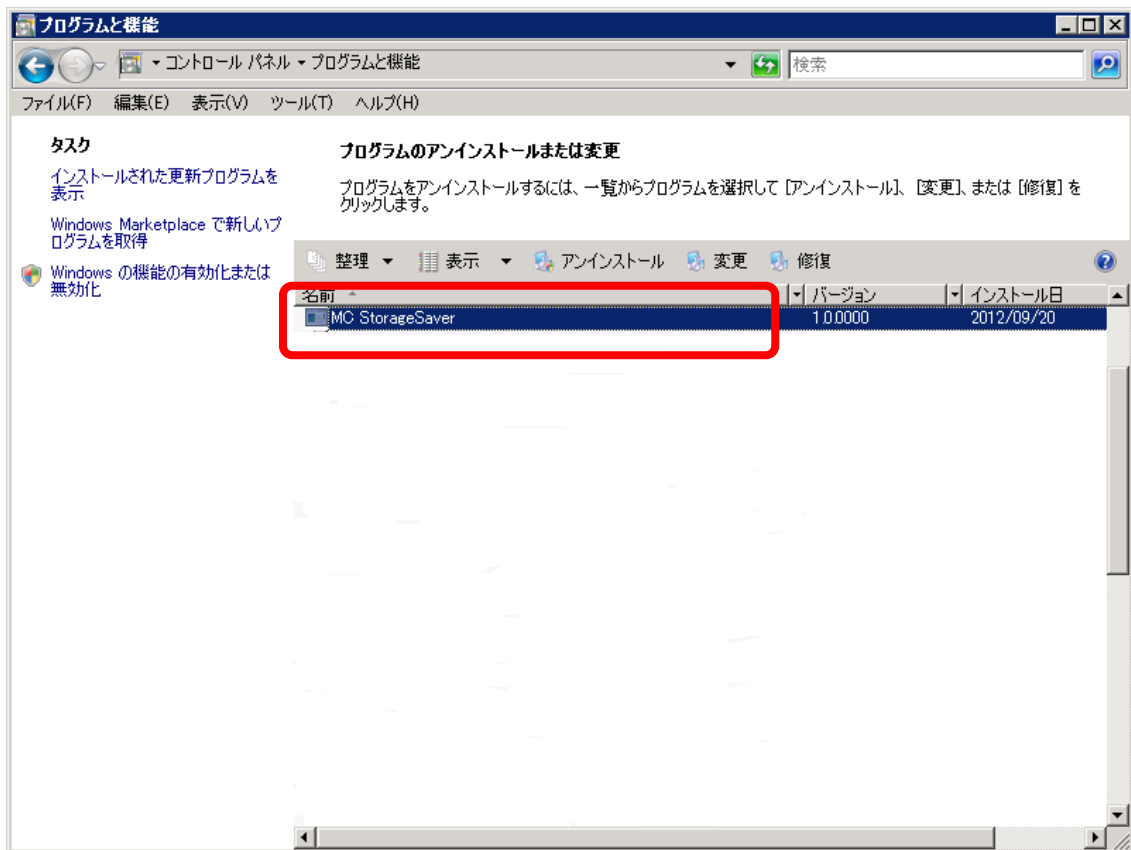 プログラムと機能
コントロール パネル プログラムと機能
検索
ファイル(F) 編集(E) 表示(V) ツール(T) ヘルプ(H)
タスク
インストールされた更新プログラムを
表示
Windows Marketplace で新しいプ
ログラムを取得
Windows の機能の有効化または
無効化
プログラムのアンインストールまたは変更
プログラムをアンインストールするには、一覧からプログラムを選択して [アンインストール]、[変更]、または [修復] を
クリックします。
整理 表示 アンインストール 変更 修復
名前 バージョン インストール日
MC StorageSaver 1.0.0000 2012/09/20